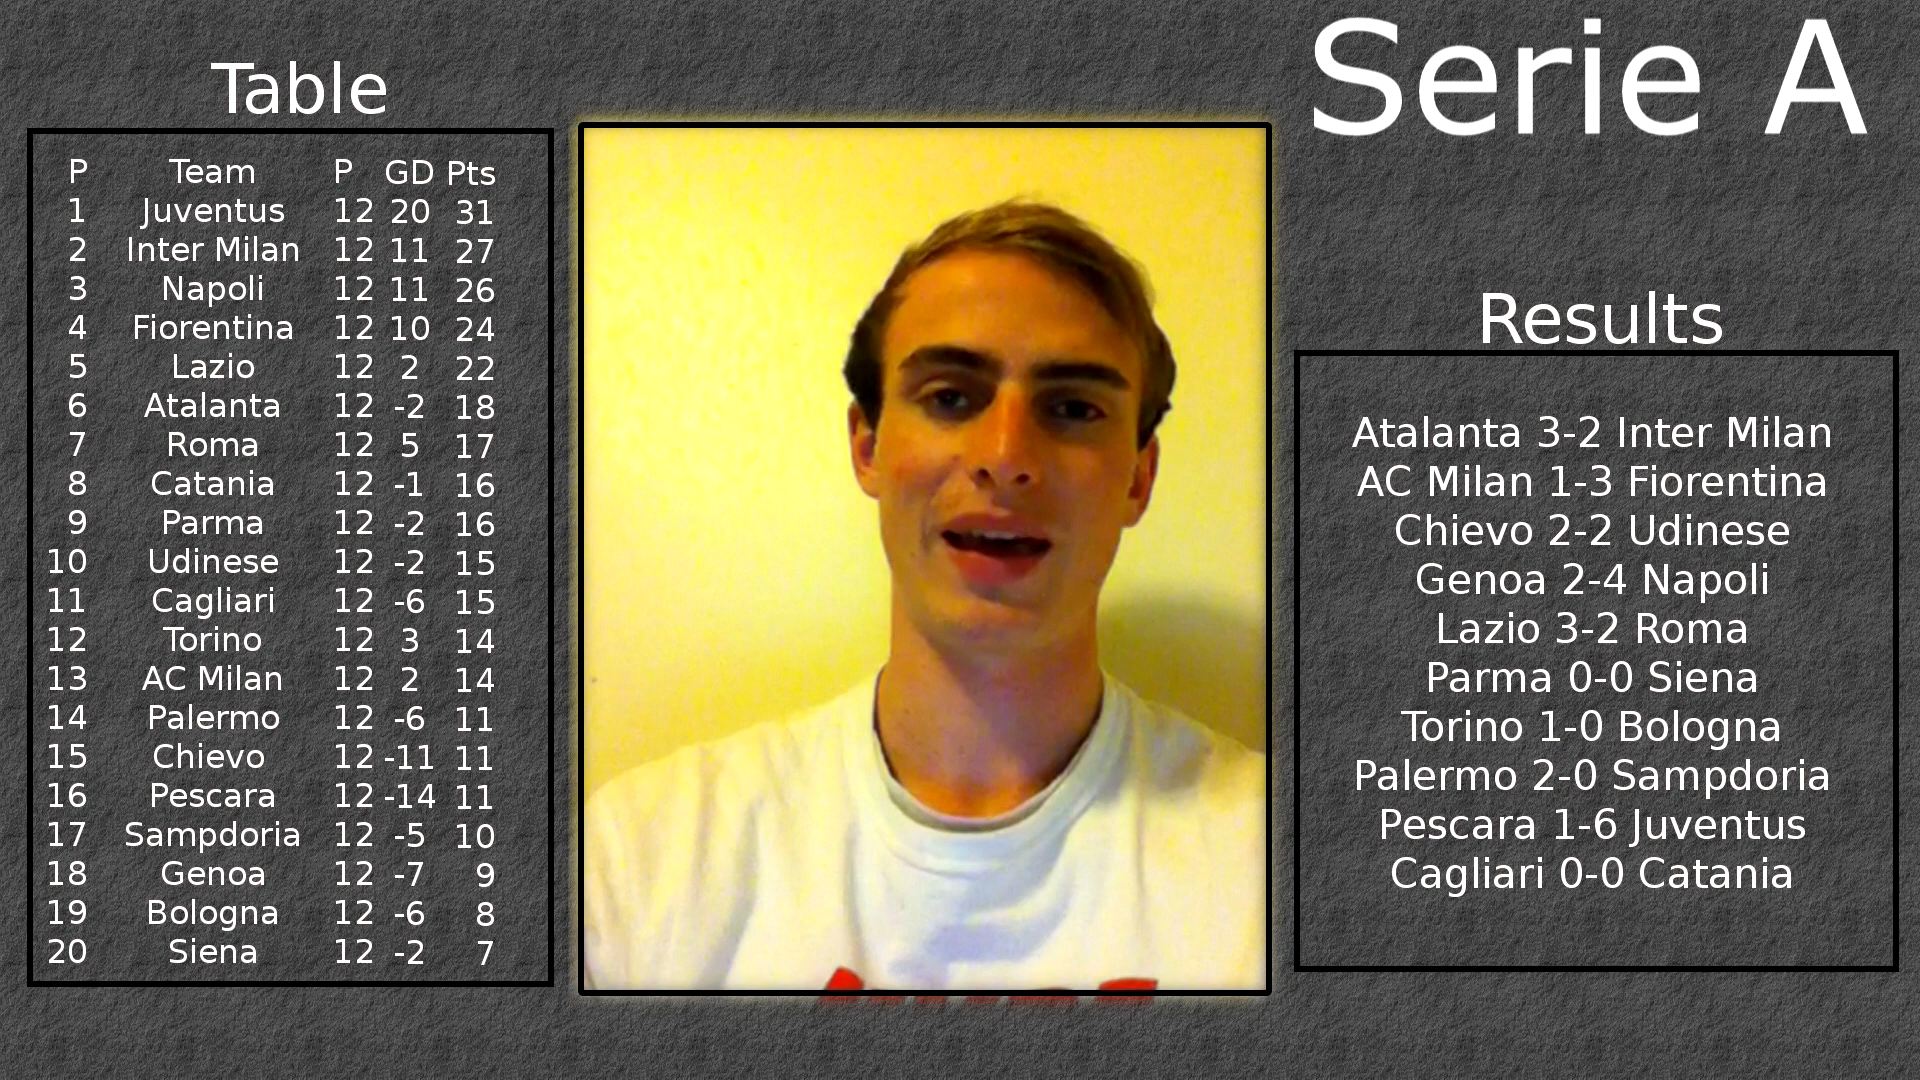 Serie A
Table
P Team P GD Pts
1 Juventus 12 20 31
2 Inter Milan 12 11 27
3 Napoli 12 11 26
4 Fiorentina 12 10 24
5 Lazio 12 2 22
6 Atalanta 12 -2 18
7 Roma 12 5 17
8 Catania 12 -1 16
9 Parma 12 -2 16
10 Udinese 12 -2 15
11 Cagliari 12 -6 15
12 Torino 12 3 14
13 AC Milan 12 2 14
14 Palermo 12 -6 11
15 Chievo 12 -11 11
16 Pescara 12 -14 11
17 Sampdoria 12 -5 10
18 Genoa 12 -7 9
19 Bologna 12 -6 8
20 Siena 12 -2 7
Results
Atalanta 3-2 Inter Milan
AC Milan 1-3 Fiorentina
Chievo 2-2 Udinese
Genoa 2-4 Napoli
Lazio 3-2 Roma
Parma 0-0 Siena
Torino 1-0 Bologna
Palermo 2-0 Sampdoria
Pescara 1-6 Juventus
Cagliari 0-0 Catania